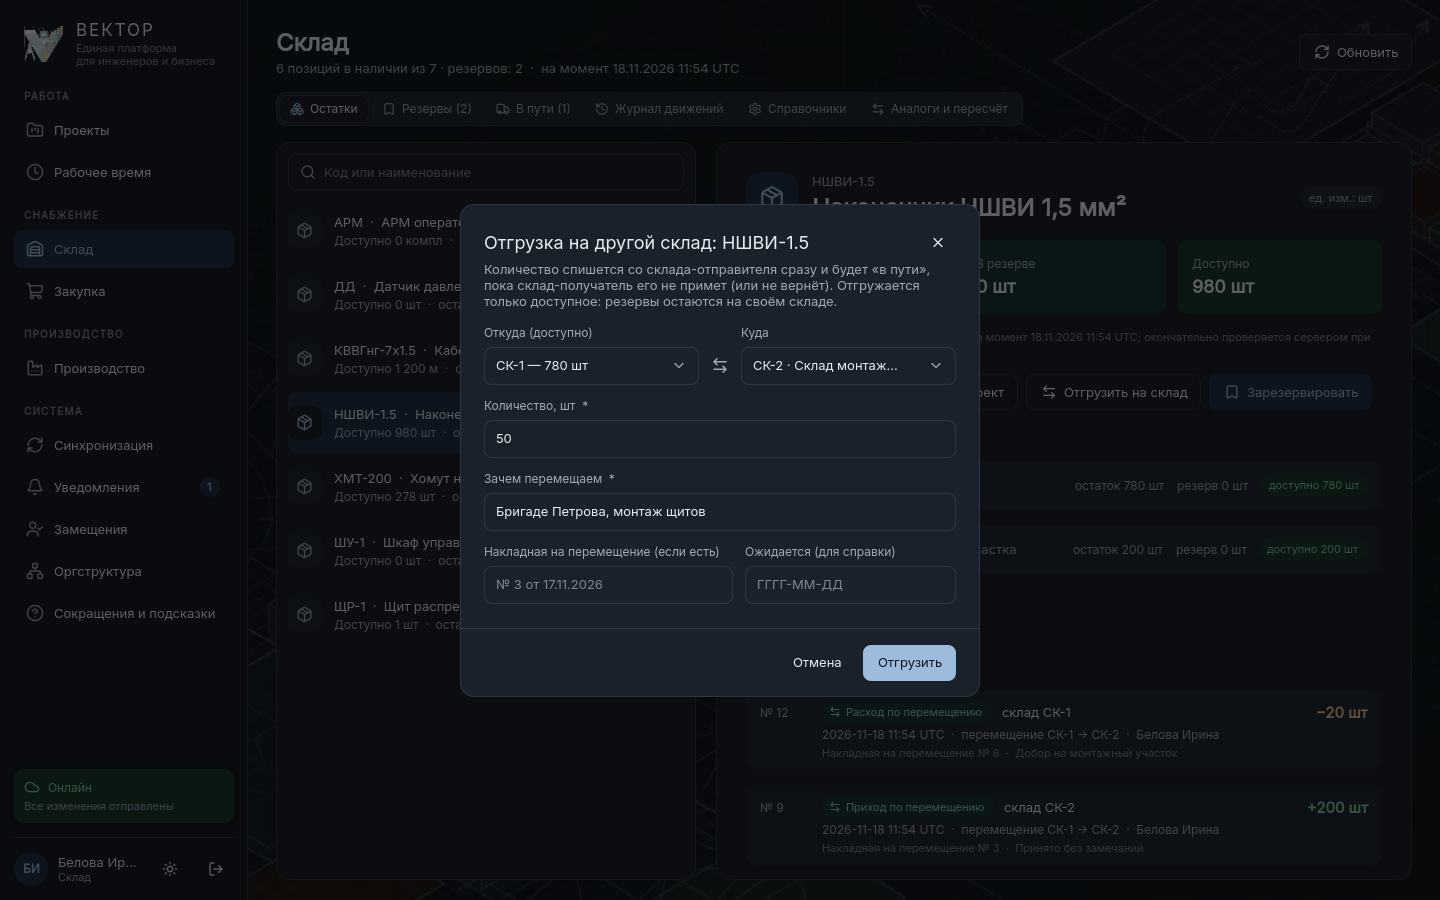 ВЕКТОР
Единая платформа
для инженеров и бизнеса
РАБОТА
Проекты
Рабочее время
СНАБЖЕНИЕ
Склад
Закупка
ПРОИЗВОДСТВО
Производство
СИСТЕМА
Синхронизация
Уведомления 1
Замещения
Оргструктура
Сокращения и подсказки
Онлайн
Все изменения отправлены
БИ Белова Ир...
Склад
Склад
6 позиций в наличии из 7 · резервов: 2 · на момент 18.11.2026 11:54 UTC
Обновить
Остатки Резервы (2) В пути (1) Журнал движений Справочники Аналоги и пересчёт
Код или наименование
АРМ · АРМ операт
Доступно 0 компл ·
ДД · Датчик давле
Доступно 0 шт · ост
КВВГнг-7х1.5 · Кабе
Доступно 1 200 м · о
НШВИ-1.5 · Наконе
Доступно 980 шт · о
ХМТ-200 · Хомут н
Доступно 278 шт · о
ШУ-1 · Шкаф управ
Доступно 0 шт · оста
ЩР-1 · Щит распре
Доступно 1 шт · оста
НШВИ-1.5
Наконечник НШВИ 1,5 мм²
ед. изм.: шт
В резерве
0 шт
Доступно
980 шт
а момент 18.11.2026 11:54 UTC; окончательно проверяется сервером при
оект Отгрузить на склад Зарезервировать
остаток 780 шт резерв 0 шт доступно 780 шт
астка остаток 200 шт резерв 0 шт доступно 200 шт
№ 12 Расход по перемещению склад СК-1 −20 шт
2026-11-18 11:54 UTC · перемещение СК-1 → СК-2 · Белова Ирина
Накладная на перемещение № 6 · Добор на монтажный участок
№ 9 Приход по перемещению склад СК-2 +200 шт
2026-11-18 11:54 UTC · перемещение СК-1 → СК-2 · Белова Ирина
Накладная на перемещение № 3 · Принято без замечаний
Отгрузка на другой склад: НШВИ-1.5
Количество спишется со склада-отправителя сразу и будет «в пути»,
пока склад-получатель его не примет (или не вернёт). Отгружается
только доступное: резервы остаются на своём складе.
Откуда (доступно) Куда
СК-1 — 780 шт СК-2 · Склад монтаж...
Количество, шт *
50
Зачем перемещаем *
Бригаде Петрова, монтаж щитов
Накладная на перемещение (если есть) Ожидается (для справки)
№ 3 от 17.11.2026 ГГГГ-ММ-ДД
Отмена Отгрузить